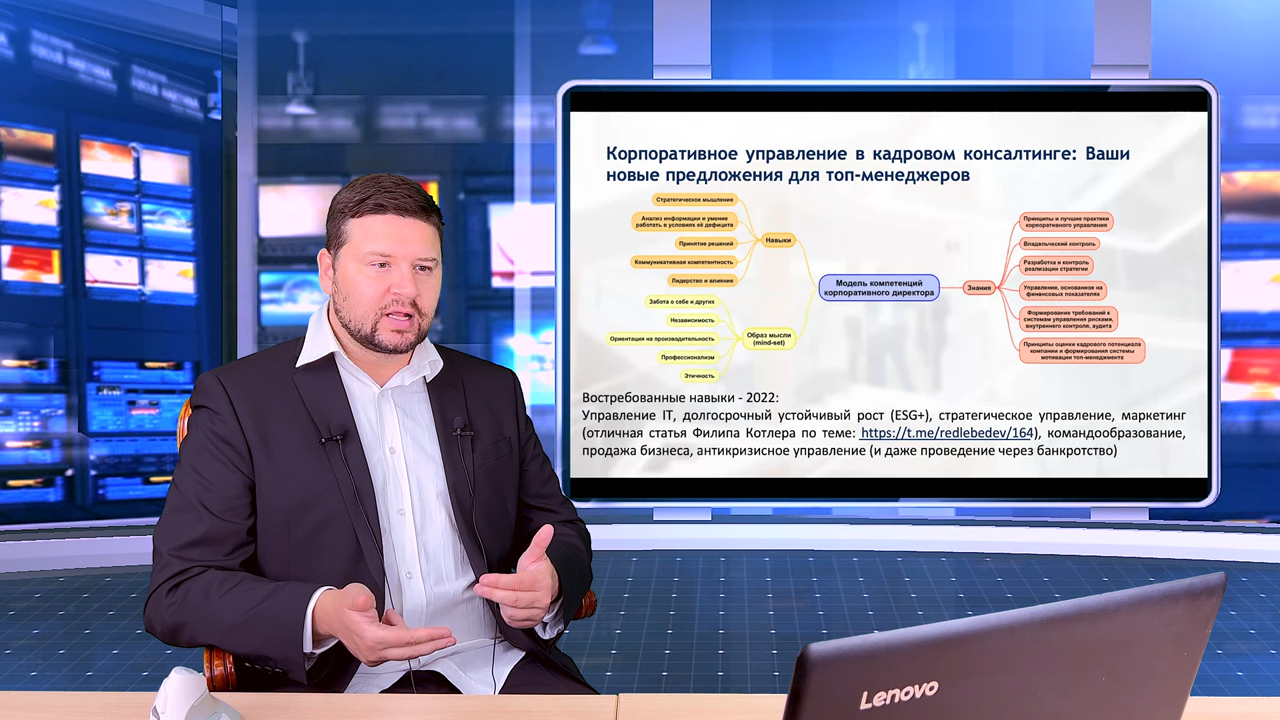 Корпоративное управление в кадровом консалтинге: Ваши
новые предложения для топ-менеджеров
Стратегическое мышление
Анализ информации и умение
работать в условиях её дефицита
Принятие решений
Коммуникативная компетентность
Лидерство и влияние
Навыки
Забота о себе и других
Независимость
Ориентация на производительность
Профессионализм
Этичность
Образ мысли
(mind-set)
Модель компетенций
корпоративного директора
Знания
Принципы и лучшие практики
корпоративного управления
Владельческий контроль
Разработка и контроль
реализации стратегии
Управление, основанное на
финансовых показателях
Формирование требований к
системам управления рисками,
внутреннего контроля, аудита
Принципы оценки кадрового потенциала
компании и формирования системы
мотивации топ-менеджмента
Востребованные навыки - 2022:
Управление IT, долгосрочный устойчивый рост (ESG+), стратегическое управление, маркетинг
(отличная статья Филипа Котлера по теме: https://t.me/redlebedev/164), командообразование,
продажа бизнеса, антикризисное управление (и даже проведение через банкротство)
Lenovo